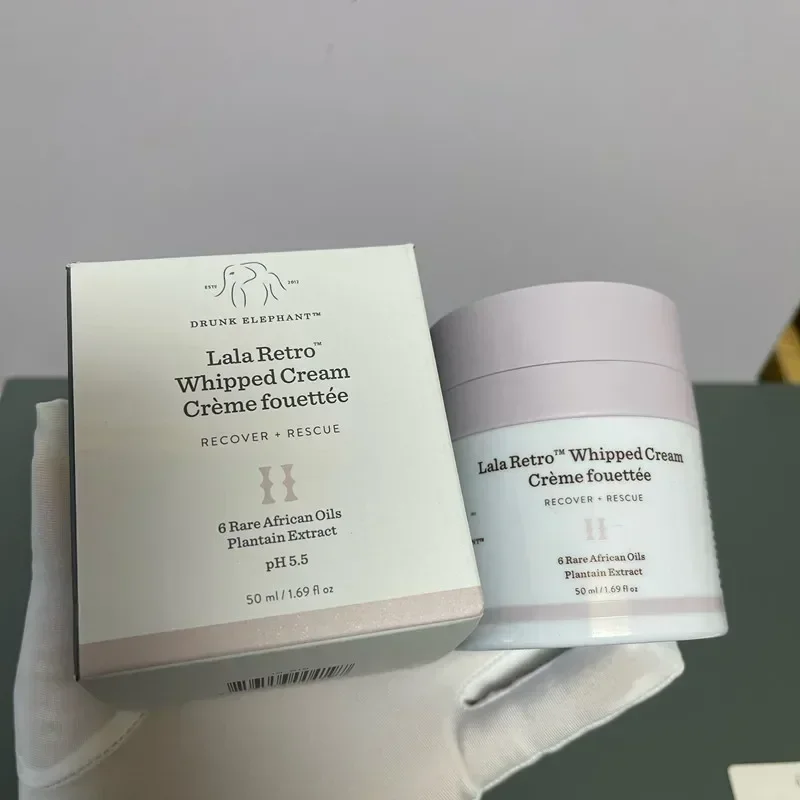 ESTD 2012
DRUNK ELEPHANT™
Lala Retro™
Whipped Cream
Crème fouettée
RECOVER + RESCUE
6 Rare African Oils
Plantain Extract
pH 5.5
50 ml / 1.69 fl oz
Lala Retro™ Whipped Cream
Crème fouettée
RECOVER + RESCUE
6 Rare African Oils
Plantain Extract
50 ml / 1.69 fl oz